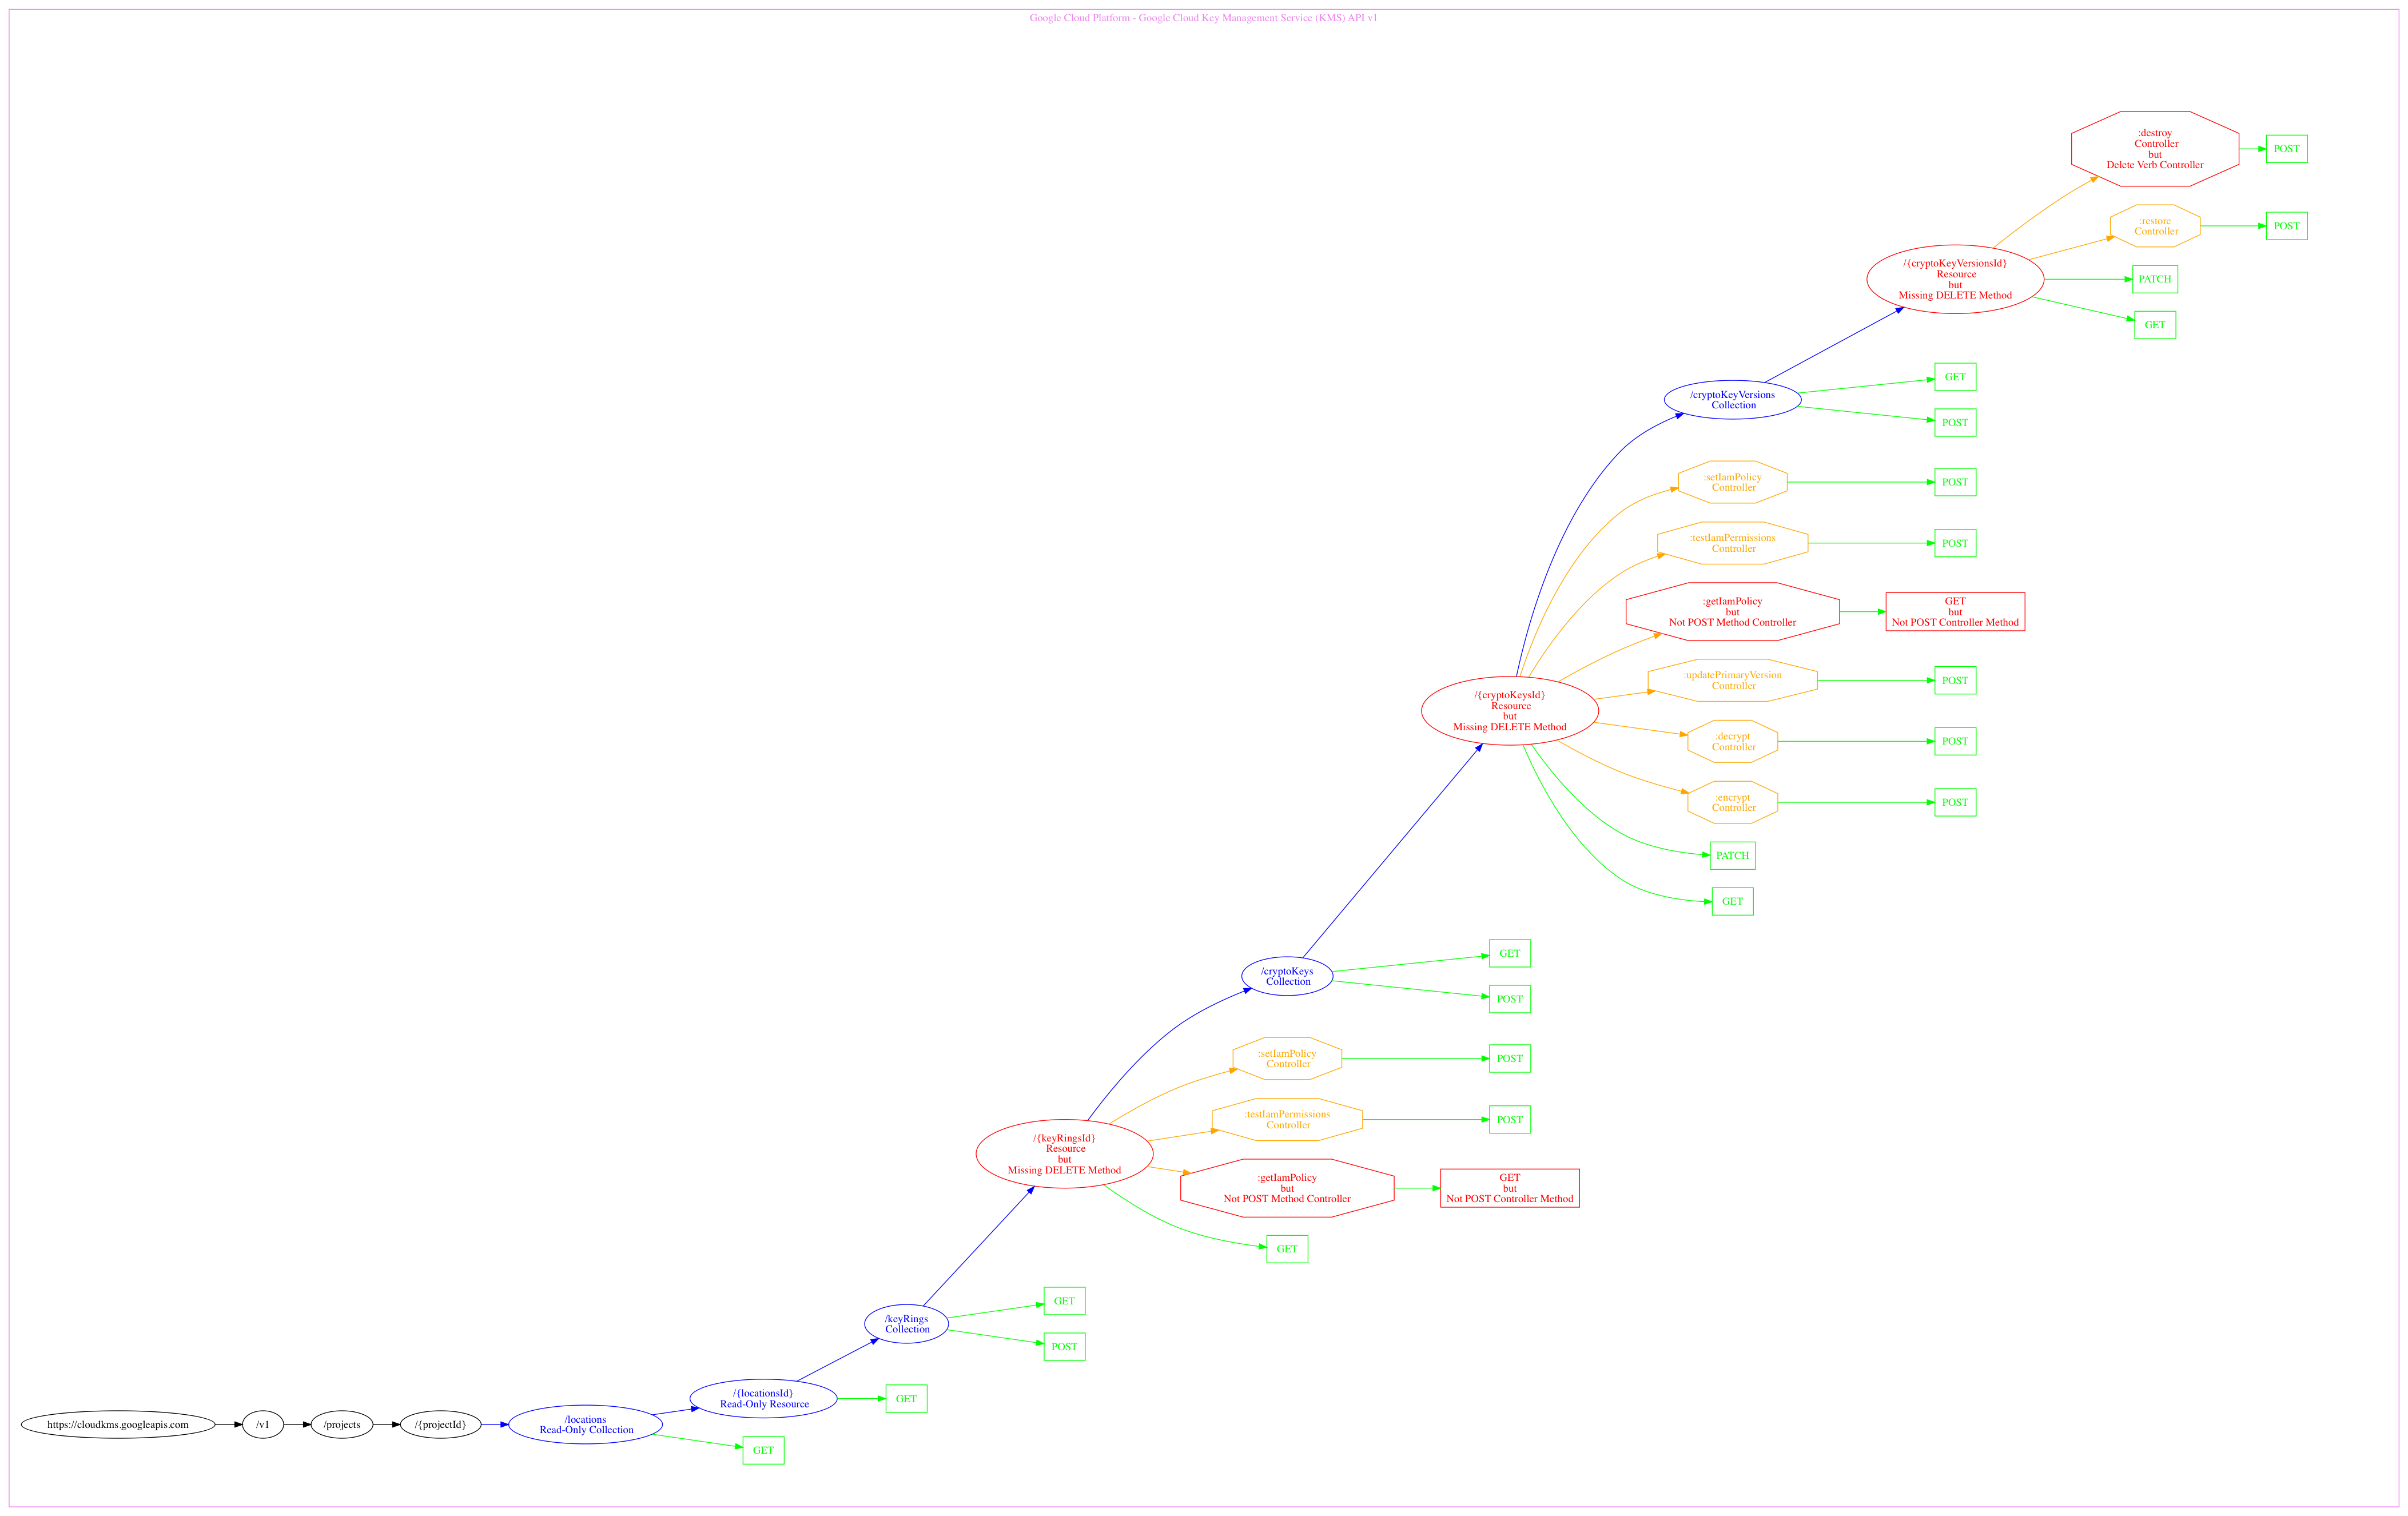 Google Cloud Platform - Google Cloud Key Management Service (KMS) API v1
:destroy
Controller
but
Delete Verb Controller
POST
:restore
Controller
POST
/{cryptoKeyVersionsId}
Resource
but
Missing DELETE Method
PATCH
GET
/cryptoKeyVersions
Collection
GET
POST
:setIamPolicy
Controller
POST
:testIamPermissions
Controller
POST
:getIamPolicy
but
Not POST Method Controller
GET
but
Not POST Controller Method
:updatePrimaryVersion
Controller
POST
/{cryptoKeysId}
Resource
but
Missing DELETE Method
:decrypt
Controller
POST
:encrypt
Controller
POST
PATCH
GET
/cryptoKeys
Collection
GET
POST
:setIamPolicy
Controller
POST
:testIamPermissions
Controller
POST
/{keyRingsId}
Resource
but
Missing DELETE Method
:getIamPolicy
but
Not POST Method Controller
GET
but
Not POST Controller Method
GET
/keyRings
Collection
GET
POST
/{locationsId}
Read-Only Resource
GET
https://cloudkms.googleapis.com
/v1
/projects
/{projectId}
/locations
Read-Only Collection
GET